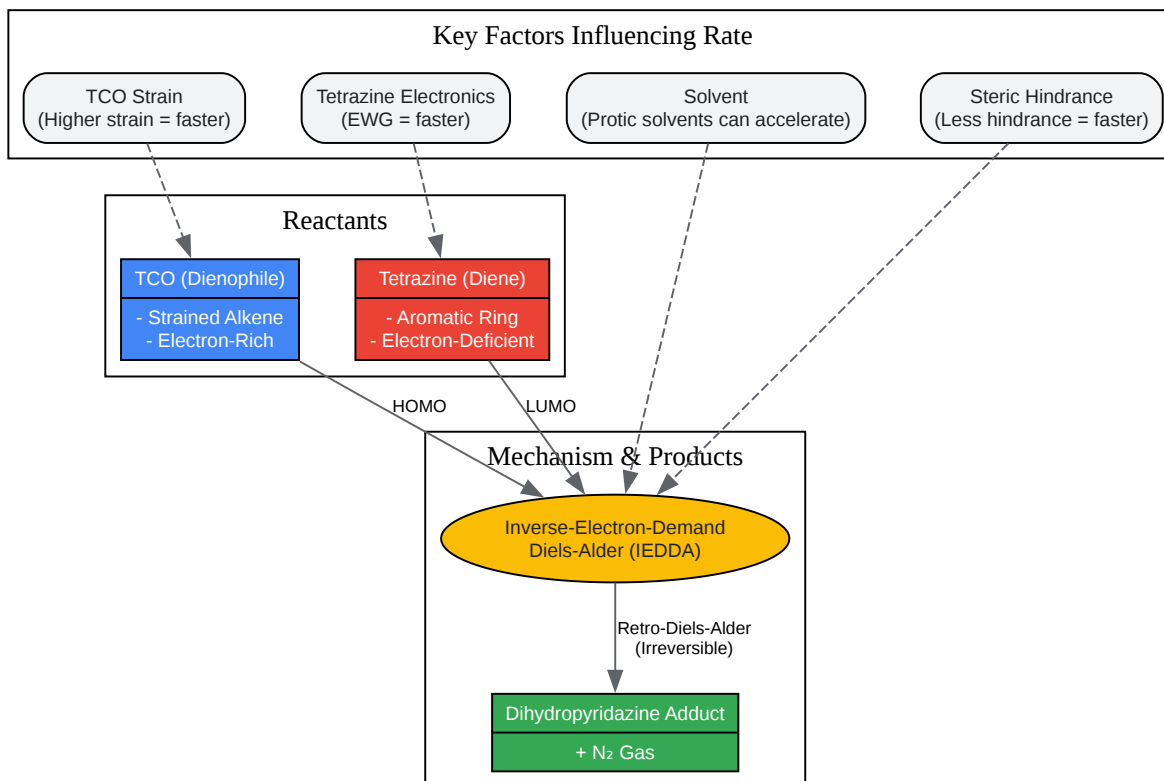 Key Factors Influencing Rate
TCO Strain
(Higher strain = faster)
Tetrazine Electronics
(EWG = faster)
Solvent
(Protic solvents can accelerate)
Steric Hindrance
(Less hindrance = faster)
Reactants
TCO (Dienophile)
- Strained Alkene
- Electron-Rich
Tetrazine (Diene)
- Aromatic Ring
- Electron-Deficient
HOMO
LUMO
Mechanism & Products
Inverse-Electron-Demand
Diels-Alder (IEDDA)
Retro-Diels-Alder
(Irreversible)
Dihydropyridazine Adduct
+ N₂ Gas